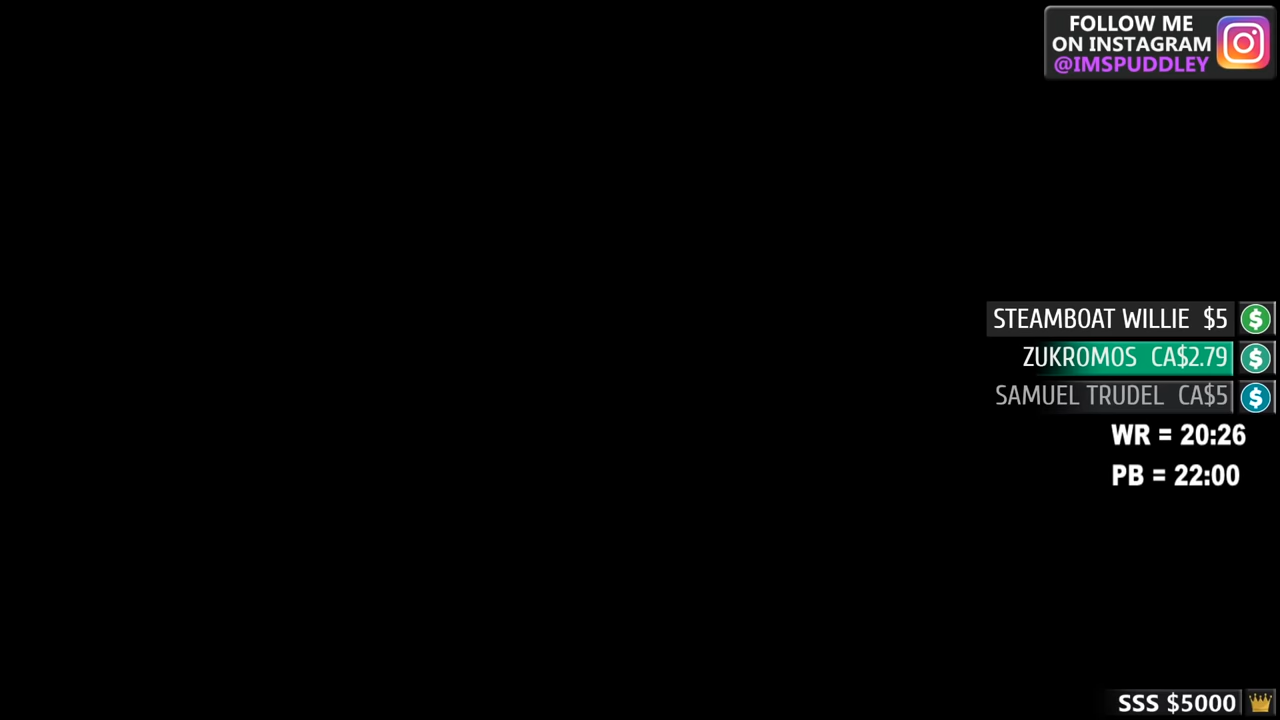 FOLLOW ME
ON INSTAGRAM
@IMSPUDDLEY
STEAMBOAT WILLIE $5
ZUKROMOS CA$2.79
SAMUEL TRUDEL CA$5
WR = 20:26
PB = 22:00
SSS $5000